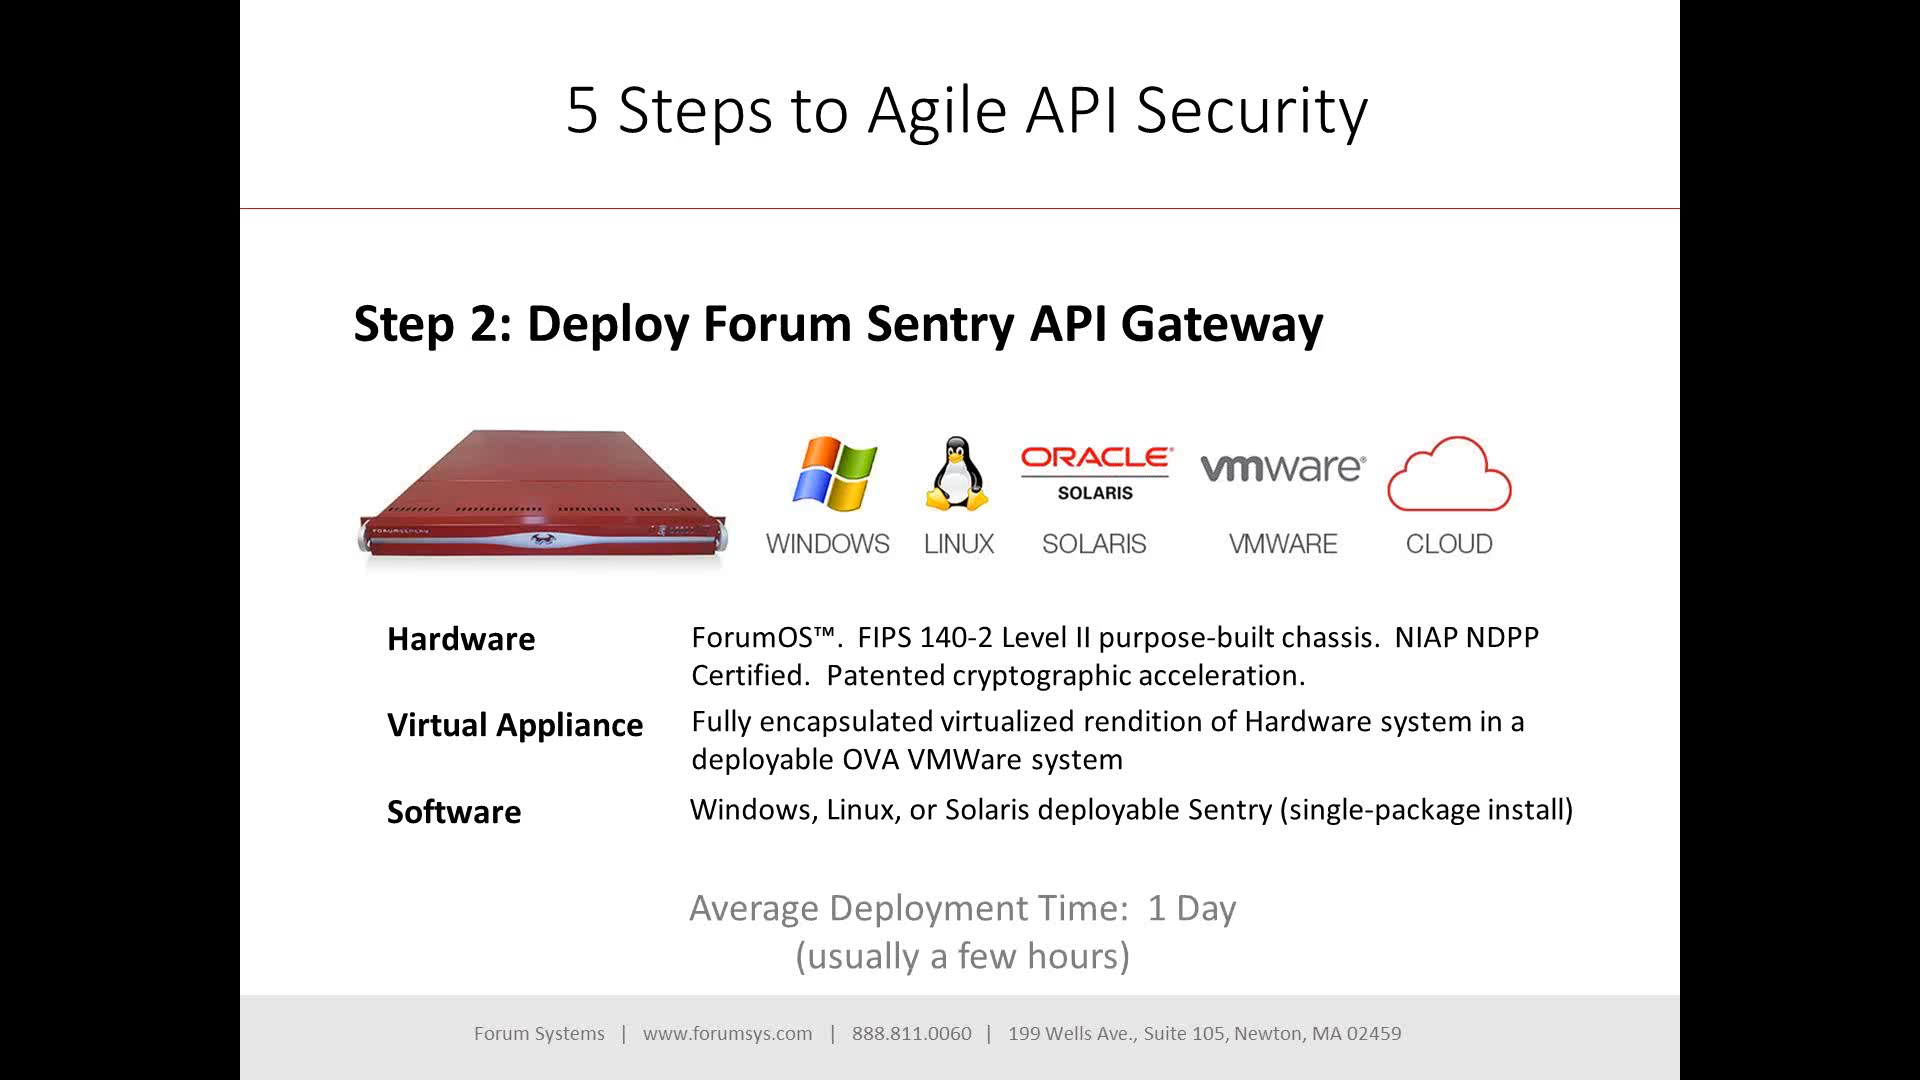 5 Steps to Agile API Security
Step 2: Deploy Forum Sentry API Gateway
FORUMSENTRY
ORACLE®
SOLARIS
vmware®
WINDOWS LINUX SOLARIS VMWARE CLOUD
Hardware ForumOS™. FIPS 140-2 Level II purpose-built chassis. NIAP NDPP
Certified. Patented cryptographic acceleration.
Virtual Appliance Fully encapsulated virtualized rendition of Hardware system in a
deployable OVA VMWare system
Software Windows, Linux, or Solaris deployable Sentry (single-package install)
Average Deployment Time: 1 Day
(usually a few hours)
Forum Systems | www.forumsys.com | 888.811.0060 | 199 Wells Ave., Suite 105, Newton, MA 02459